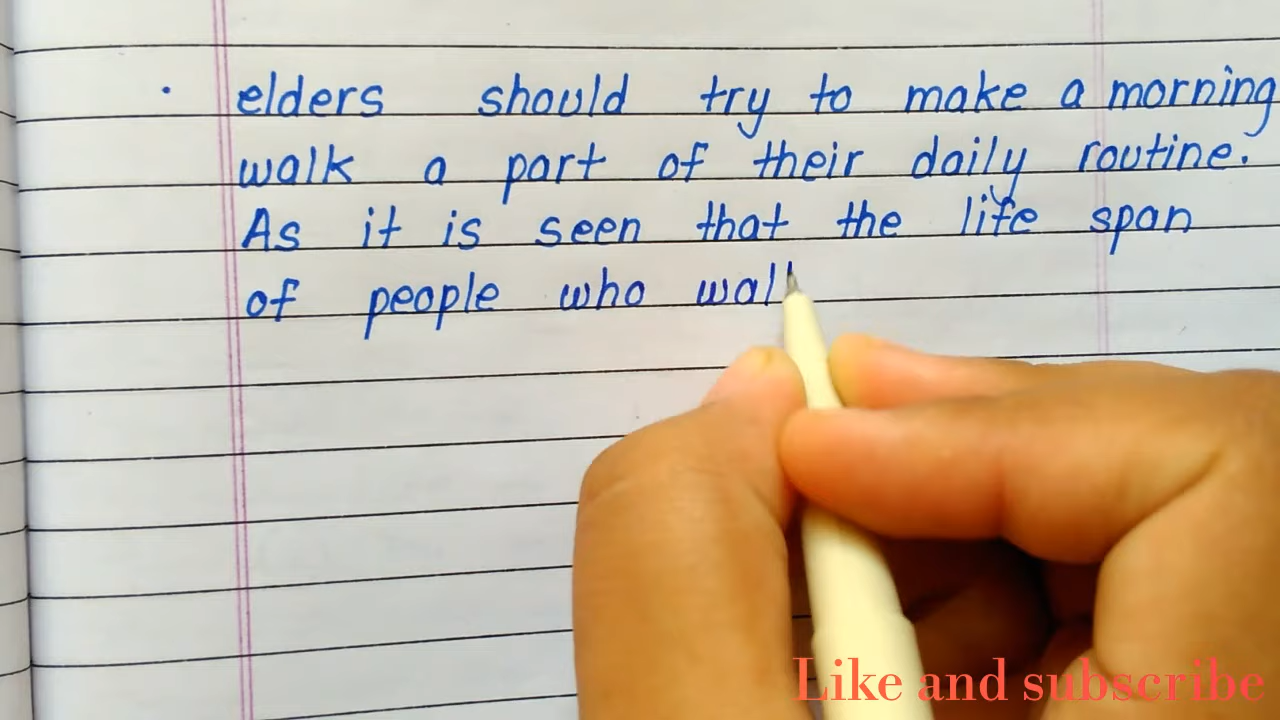 • elders should try to make a morning
walk a part of their daily routine.
As it is seen that the life span
of people who wal
Like and subscribe